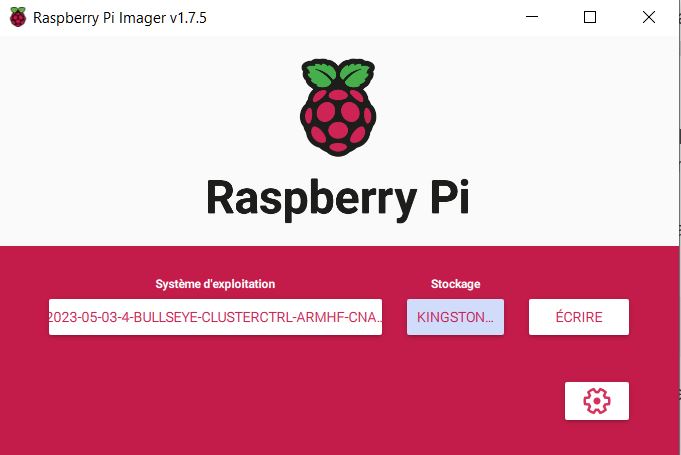 Raspberry Pi Imager v1.7.5
Raspberry Pi
Système d'exploitation
Stockage
2023-05-03-4-BULLSEYE-CLUSTERCTRL-ARMHF-CNA..
KINGSTON...
ÉCRIRE